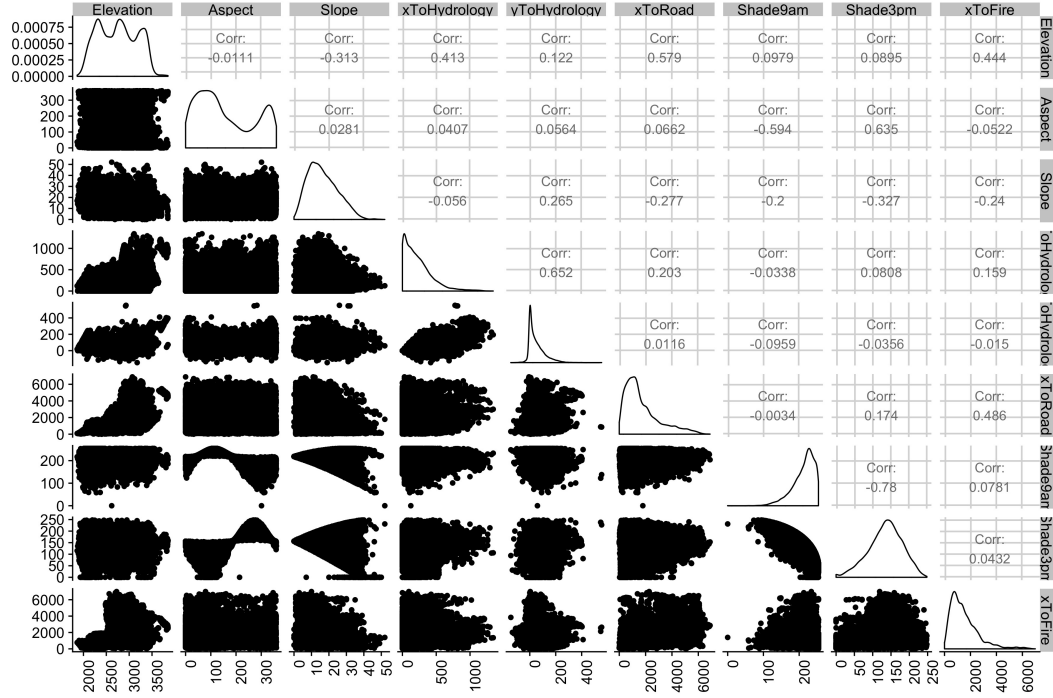 Elevation Aspect Slope xToHydrology yToHydrology xToRoad Shade9am Shade3pm xToFire
0.00075
0.00050
0.00025
0.00000
Corr:
-0.0111
Corr:
-0.313
Corr:
0.413
Corr:
0.122
Corr:
0.579
Corr:
0.0979
Corr:
0.0895
Corr:
0.444
Elevation
300
200
100
0
Corr:
0.0281
Corr:
0.0407
Corr:
0.0564
Corr:
0.0662
Corr:
-0.594
Corr:
0.635
Corr:
-0.0522
Aspect
50
40
30
20
10
0
Corr:
-0.056
Corr:
0.265
Corr:
-0.277
Corr:
-0.2
Corr:
-0.327
Corr:
-0.24
Slope
1000
500
0
Corr:
0.652
Corr:
0.203
Corr:
-0.0338
Corr:
0.0808
Corr:
0.159
oHydrolo
400
200
0
Corr:
0.0116
Corr:
-0.0959
Corr:
-0.0356
Corr:
-0.015
oHydrolo
6000
4000
2000
0
Corr:
-0.0034
Corr:
0.174
Corr:
0.486
xToRoad
200
100
0
Corr:
-0.78
Corr:
0.0781
Shade9am
250
200
150
100
50
0
Corr:
0.0432
Shade3pm
6000
4000
2000
0
xToFire
2000 2500 3000 3500 0 100 200 300 0 10 20 30 40 50 0 500 1000 0 200 400 0 2000 4000 6000 0 100 200 0 50 100 150 200 250 0 2000 4000 6000